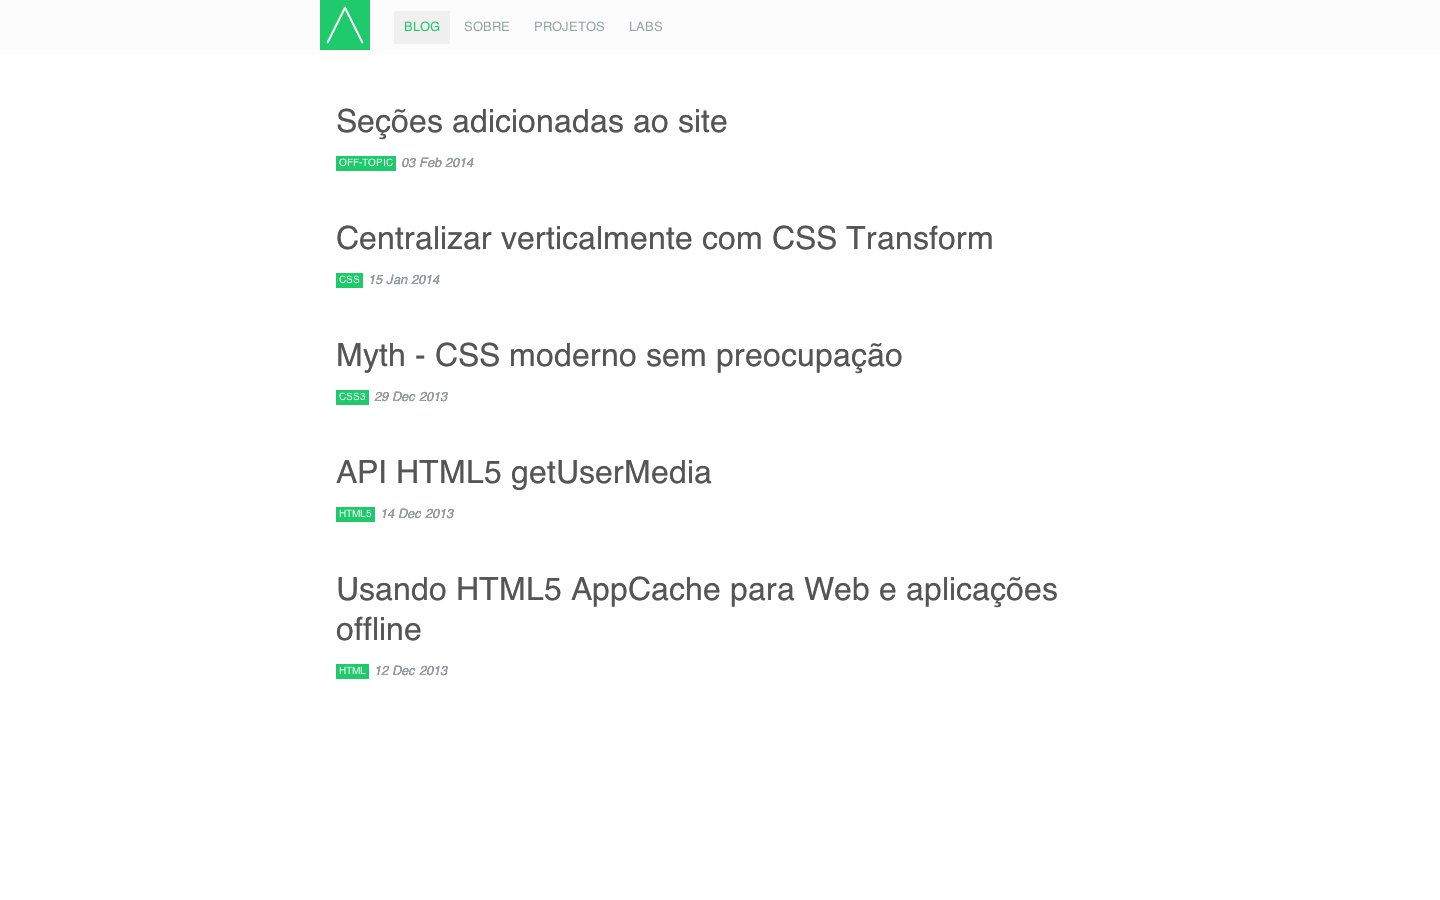 BLOG SOBRE PROJETOS LABS
Seções adicionadas ao site
OFF-TOPIC 03 Feb 2014
Centralizar verticalmente com CSS Transform
CSS 15 Jan 2014
Myth - CSS moderno sem preocupação
CSS3 29 Dec 2013
API HTML5 getUserMedia
HTML5 14 Dec 2013
Usando HTML5 AppCache para Web e aplicações
offline
HTML 12 Dec 2013